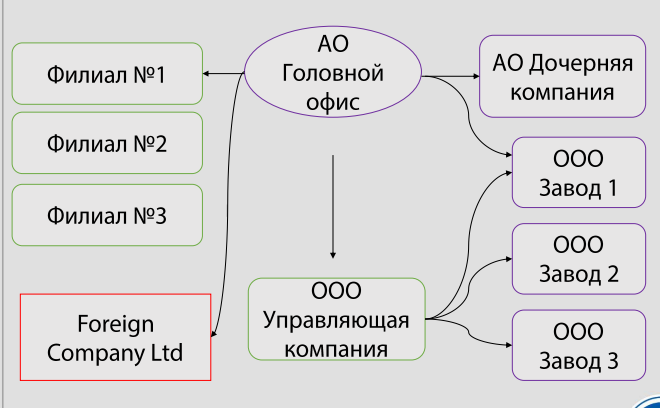 АО
Головной
офис
Филиал №1
Филиал №2
Филиал №3
Foreign
Company Ltd
ООО
Управляющая
компания
АО Дочерняя
компания
ООО
Завод 1
ООО
Завод 2
ООО
Завод 3